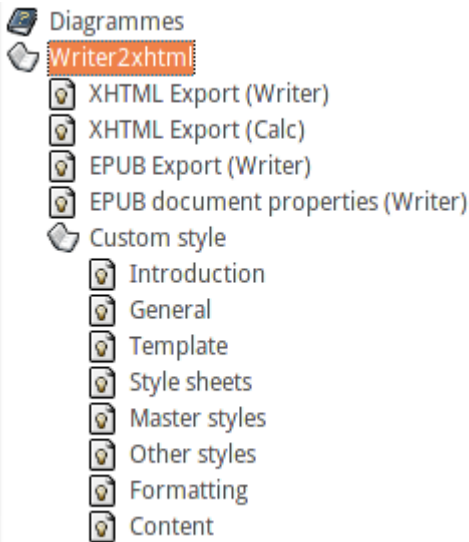 Diagrammes
Writer2xhtml
XHTML Export (Writer)
XHTML Export (Calc)
EPUB Export (Writer)
EPUB document properties (Writer)
Custom style
Introduction
General
Template
Style sheets
Master styles
Other styles
Formatting
Content